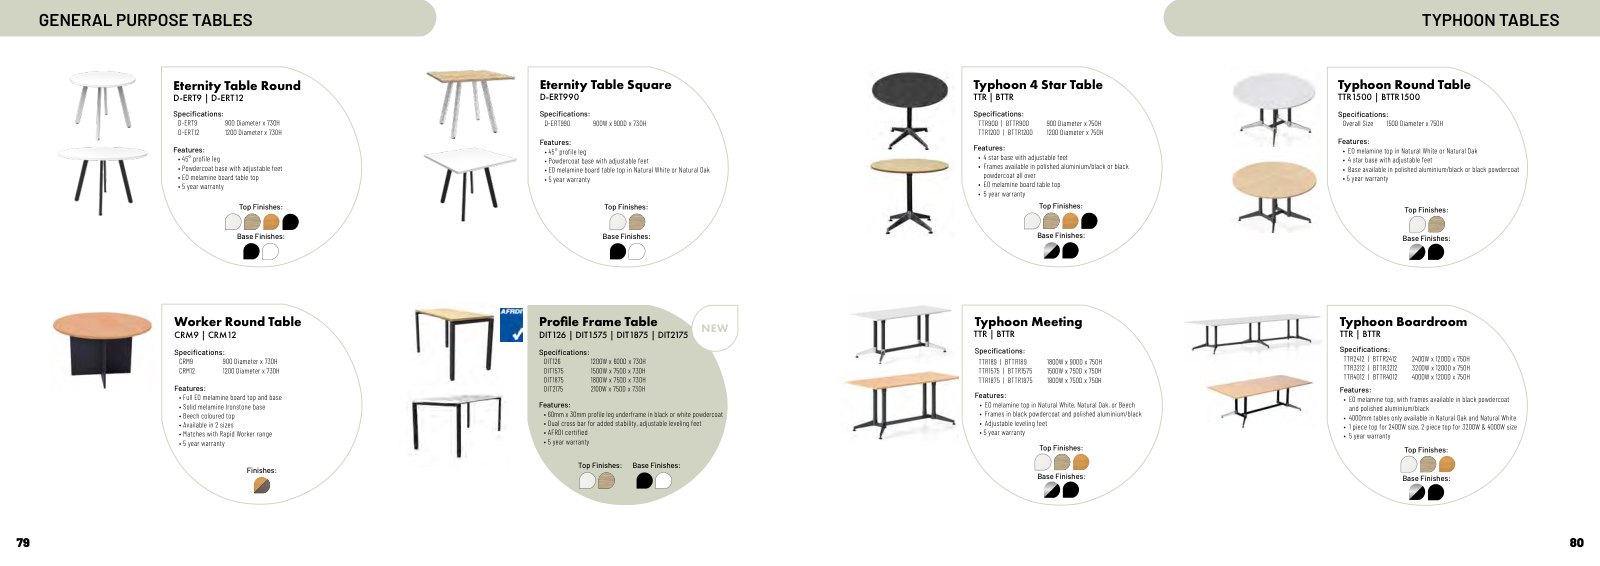 GENERAL PURPOSE TABLES
TYPHOON TABLES
Eternity Table Round
D-ERT9 | D-ERT12
Specifications:
D-ERT9 900 Diameter x 730H
D-ERT12 1200 Diameter x 730H
Features:
• 45° profile leg
• Powdercoat base with adjustable feet
• E0 melamine board table top
• 5 year warranty
Top Finishes:
Base Finishes:
Eternity Table Square
D-ERT990
Specifications:
D-ERT990 900W x 900D x 730H
Features:
• 45° profile leg
• Powdercoat base with adjustable feet
• E0 melamine board table top in Natural White or Natural Oak
• 5 year warranty
Top Finishes:
Base Finishes:
Typhoon 4 Star Table
TTR | BTTR
Specifications:
TTR900 | BTTR900 900 Diameter x 750H
TTR1200 | BTTR1200 1200 Diameter x 750H
Features:
• 4 star base with adjustable feet
• Frames available in polished aluminium/black or black
powdercoat all over
• E0 melamine board table top
• 5 year warranty
Top Finishes:
Base Finishes:
Typhoon Round Table
TTR1500 | BTTR1500
Specifications:
Overall Size 1500 Diameter x 750H
Features:
• E0 melamine top in Natural White or Natural Oak
• 4 star base with adjustable feet
• Base available in polished aluminium/black or black powdercoat
• 5 year warranty
Top Finishes:
Base Finishes:
Worker Round Table
CRM9 | CRM12
Specifications:
CRM9 900 Diameter x 730H
CRM12 1200 Diameter x 730H
Features:
• Full E0 melamine board top and base
• Solid melamine Ironstone base
• Beech coloured top
• Available in 2 sizes
• Matches with Rapid Worker range
• 5 year warranty
Finishes:
AFRDI
NEW
Profile Frame Table
DIT126 | DIT1575 | DIT1875 | DIT2175
Specifications:
DIT126 1200W x 600D x 730H
DIT1575 1500W x 750D x 730H
DIT1875 1800W x 750D x 730H
DIT2175 2100W x 750D x 730H
Features:
• 60mm x 30mm profile leg underframe in black or white powdercoat
• Dual cross bar for added stability, adjustable leveling feet
• AFRDI certified
• 5 year warranty
Top Finishes: Base Finishes:
Typhoon Meeting
TTR | BTTR
Specifications:
TTR189 | BTTR189 1800W x 900D x 750H
TTR1575 | BTTR1575 1500W x 750D x 750H
TTR1875 | BTTR1875 1800W x 750D x 750H
Features:
• E0 melamine top in Natural White, Natural Oak, or Beech
• Frames in black powdercoat and polished aluminium/black
• Adjustable leveling feet
• 5 year warranty
Top Finishes:
Base Finishes:
Typhoon Boardroom
TTR | BTTR
Specifications:
TTR2412 | BTTR2412 2400W x 1200D x 750H
TTR3212 | BTTR3212 3200W x 1200D x 750H
TTR4012 | BTTR4012 4000W x 1200D x 750H
Features:
• E0 melamine top, with frames available in black powdercoat
and polished aluminium/black
• 4000mm tables only available in Natural Oak and Natural White
• 1 piece top for 2400W size, 2 piece top for 3200W & 4000W size
• 5 year warranty
Top Finishes:
Base Finishes:
79
80